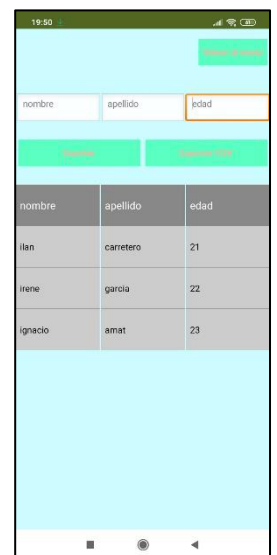 19:50
nombre apellido edad
nombre apellido edad
ilan carretero 21
irene garcia 22
ignacio amat 23